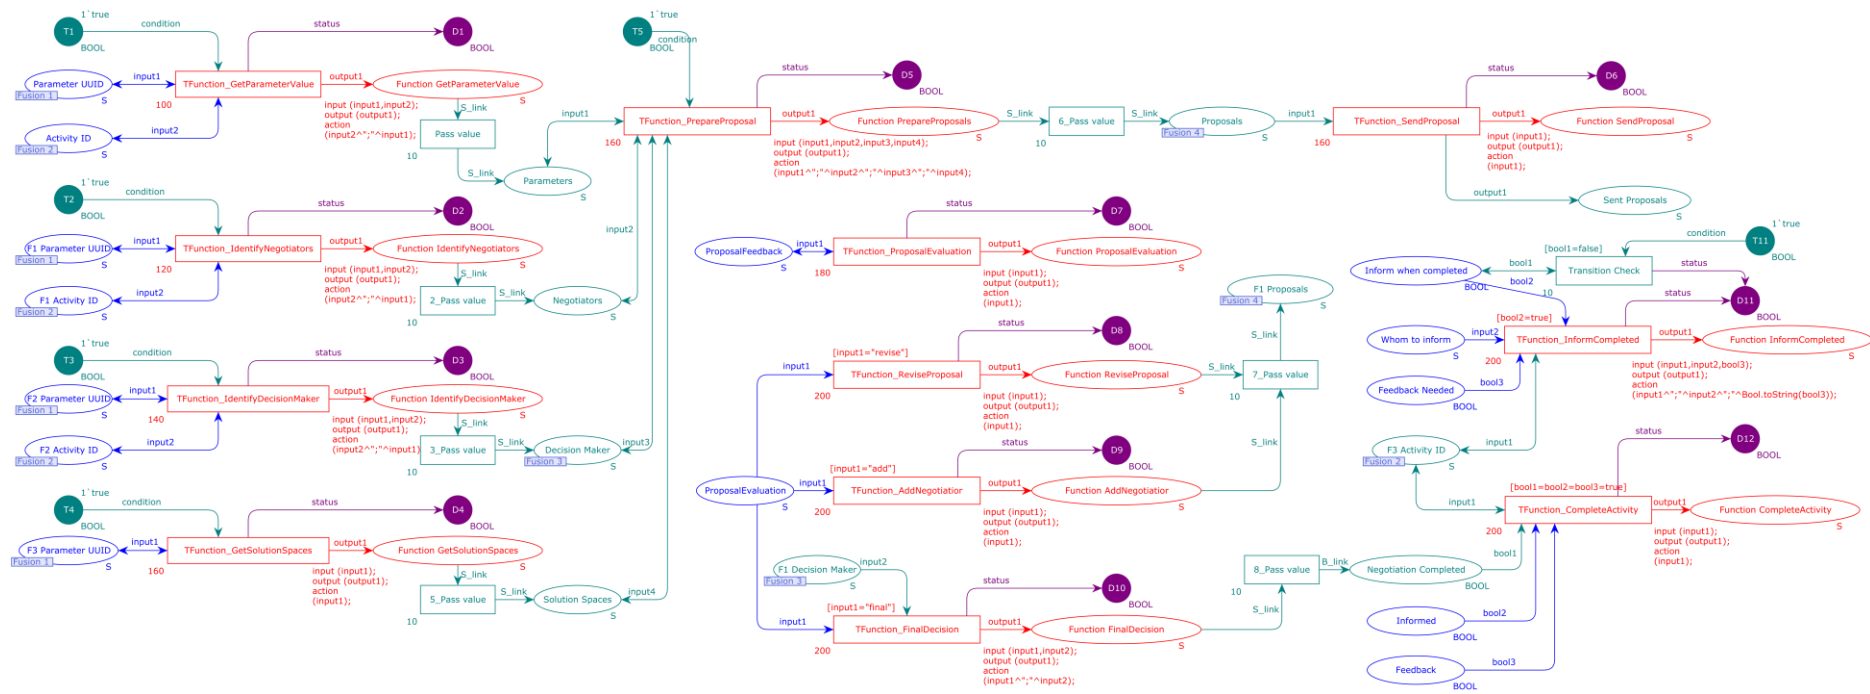 1`true
T1
condition
BOOL
status
D1
BOOL
Parameter UUID
Fusion 1
S
input1
TFunction_GetParameterValue
100
output1
Function GetParameterValue
S
input (input1,input2);
output (output1);
action
(input2^";"^input1);
Activity ID
Fusion 2
S
input2
S_link
Pass value
10
S_link
Parameters
S
1`true
T2
condition
BOOL
status
D2
BOOL
F1 Parameter UUID
Fusion 1
S
input1
TFunction_IdentifyNegotiators
120
output1
Function IdentifyNegotiators
S
input (input1,input2);
output (output1);
action
(input2^";"^input1);
F1 Activity ID
Fusion 2
S
input2
S_link
2_Pass value
10
S_link
Negotiators
S
1`true
T3
condition
BOOL
status
D3
BOOL
F2 Parameter UUID
Fusion 1
S
input1
TFunction_IdentifyDecisionMaker
140
output1
Function IdentifyDecisionMaker
S
input (input1,input2);
output (output1);
action
(input2^";"^input1)
F2 Activity ID
Fusion 2
S
input2
S_link
3_Pass value
10
S_link
Decision Maker
Fusion 3
S
1`true
T4
condition
BOOL
status
D4
BOOL
F3 Parameter UUID
Fusion 1
S
input1
TFunction_GetSolutionSpaces
160
output1
Function GetSolutionSpaces
S
input (input1);
output (output1);
action
(input1);
S_link
5_Pass value
10
S_link
Solution Spaces
S
1`true
T5
condition
BOOL
status
D5
BOOL
input1
input2
input3
input4
TFunction_PrepareProposal
160
output1
Function PrepareProposals
S
input (input1,input2,input3,input4);
output (output1);
action
(input1^";"^input2^";"^input3^";"^input4);
S_link
6_Pass value
10
S_link
Proposals
Fusion 4
S
input1
TFunction_SendProposal
160
status
D6
BOOL
output1
Function SendProposal
S
input (input1);
output (output1);
action
(input1);
output1
Sent Proposals
S
ProposalFeedback
S
input1
TFunction_ProposalEvaluation
180
status
D7
BOOL
output1
Function ProposalEvaluation
S
input (input1);
output (output1);
action
(input1);
F1 Proposals
Fusion 4
S
S_link
[input1="revise"]
input1
TFunction_ReviseProposal
200
status
D8
BOOL
output1
Function ReviseProposal
S
input (input1);
output (output1);
action
(input1);
S_link
7_Pass value
10
S_link
ProposalEvaluation
S
[input1="add"]
input1
TFunction_AddNegotiatior
200
status
D9
BOOL
output1
Function AddNegotiatior
S
input (input1);
output (output1);
action
(input1);
F1 Decision Maker
Fusion 3
S
input2
[input1="final"]
input1
TFunction_FinalDecision
200
status
D10
BOOL
output1
Function FinalDecision
S
input (input1,input2);
output (output1);
action
(input1^";"^input2);
S_link
8_Pass value
10
B_link
Negotiation Completed
BOOL
bool1
1`true
T11
condition
BOOL
[bool1=false]
Transition Check
10
status
D11
BOOL
Inform when completed
BOOL
bool1
bool2
[bool2=true]
Whom to inform
S
input2
TFunction_InformCompleted
200
status
output1
Function InformCompleted
S
input (input1,input2,bool3);
output (output1);
action
(input1^";"^input2^";"^Bool.toString(bool3));
Feedback Needed
BOOL
bool3
F3 Activity ID
Fusion 2
S
input1
input1
[bool1=bool2=bool3=true]
TFunction_CompleteActivity
200
status
D12
BOOL
output1
Function CompleteActivity
S
input (input1);
output (output1);
action
(input1);
Informed
BOOL
bool2
Feedback
BOOL
bool3